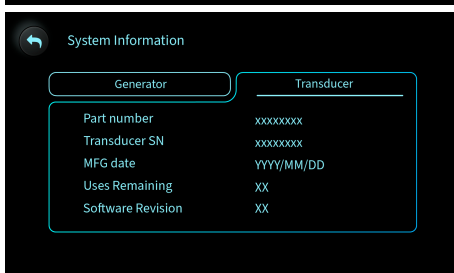 System Information
Generator Transducer
Part number xxxxxxxx
Transducer SN xxxxxxxx
MFG date YYYY/MM/DD
Uses Remaining XX
Software Revision XX